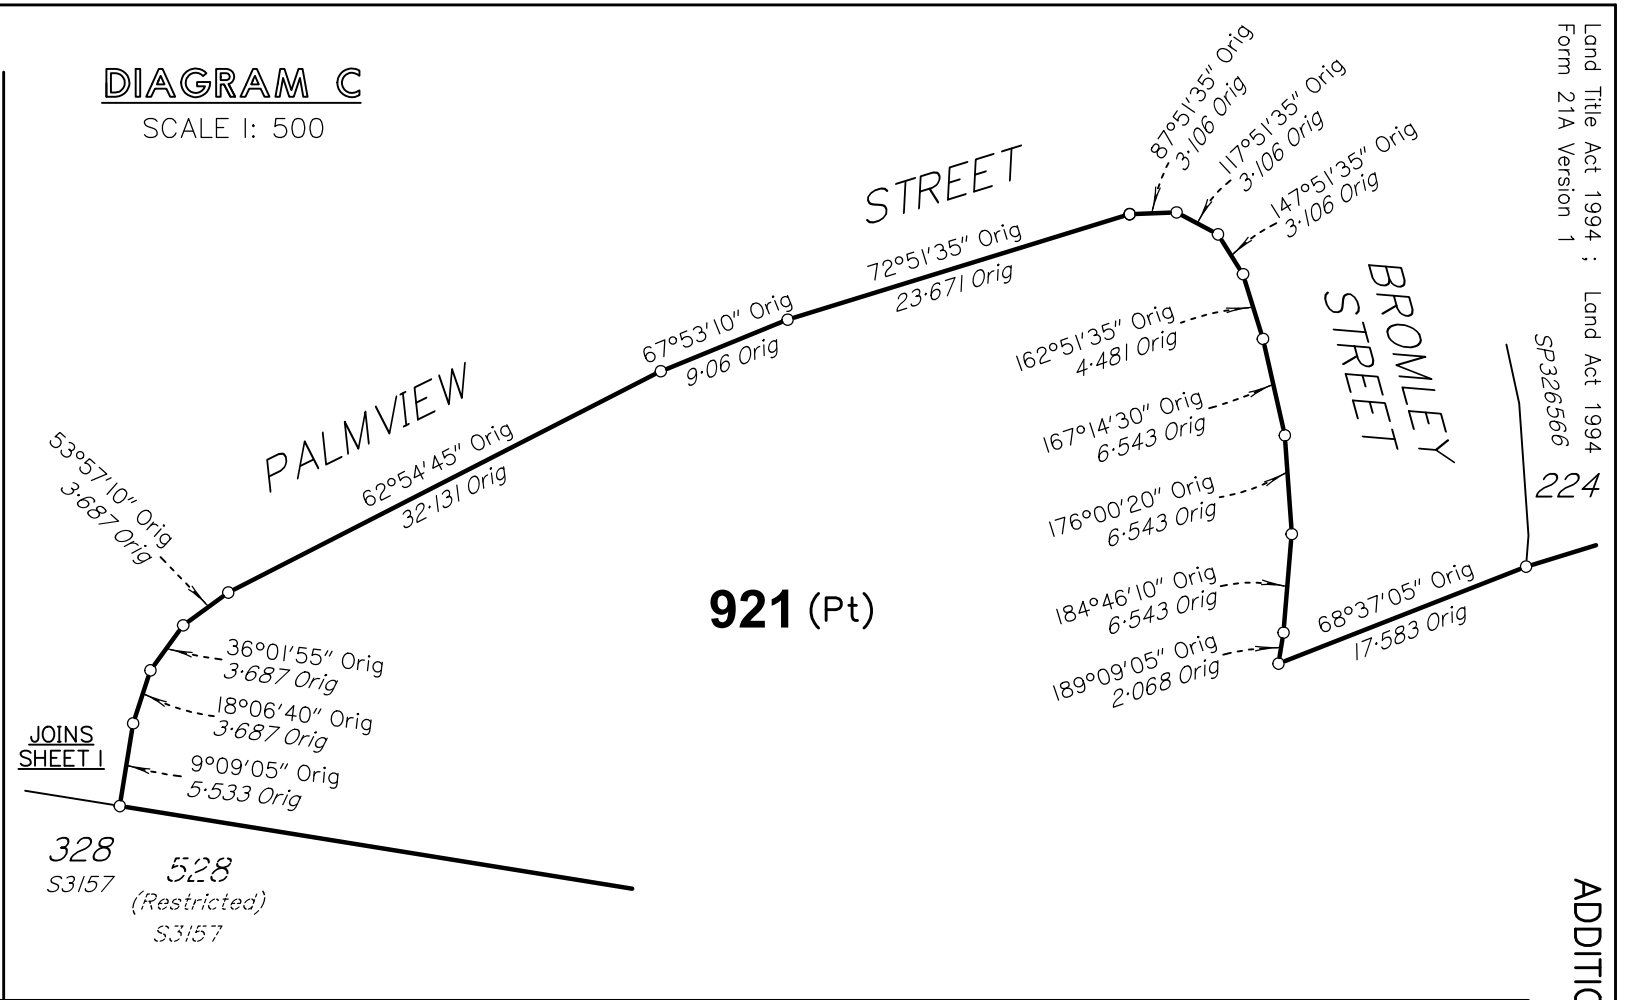 DIAGRAM C
SCALE 1: 500
Land Title Act 1994 ; Land Act 1994
Form 21A Version 1
PALMVIEW
STREET
BROMLEY
STREET
53°57'10" Orig
3·687 Orig
62°54'45" Orig
32·131 Orig
67°53'10" Orig
9·06 Orig
72°51'35" Orig
23·671 Orig
87°51'35" Orig
3·106 Orig
117°51'35" Orig
3·106 Orig
147°51'35" Orig
3·106 Orig
162°51'35" Orig
4·481 Orig
167°14'30" Orig
6·543 Orig
176°00'20" Orig
6·543 Orig
184°46'10" Orig
6·543 Orig
189°09'05" Orig
2·068 Orig
68°37'05" Orig
17·583 Orig
SP326566
224
921 (Pt)
36°01'55" Orig
3·687 Orig
18°06'40" Orig
3·687 Orig
9°09'05" Orig
5·533 Orig
JOINS
SHEET 1
328
S3157
528
(Restricted)
S3157